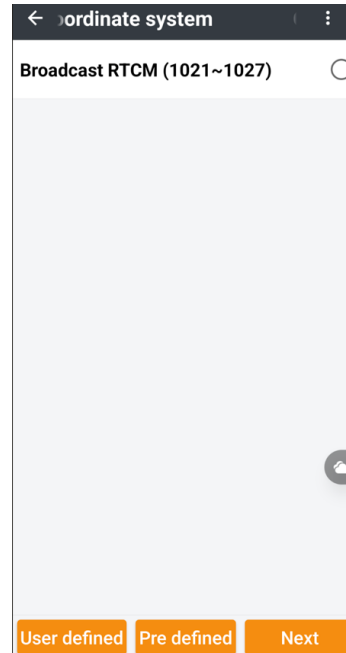 ordinate system
Broadcast RTCM (1021~1027)
User defined Pre defined Next